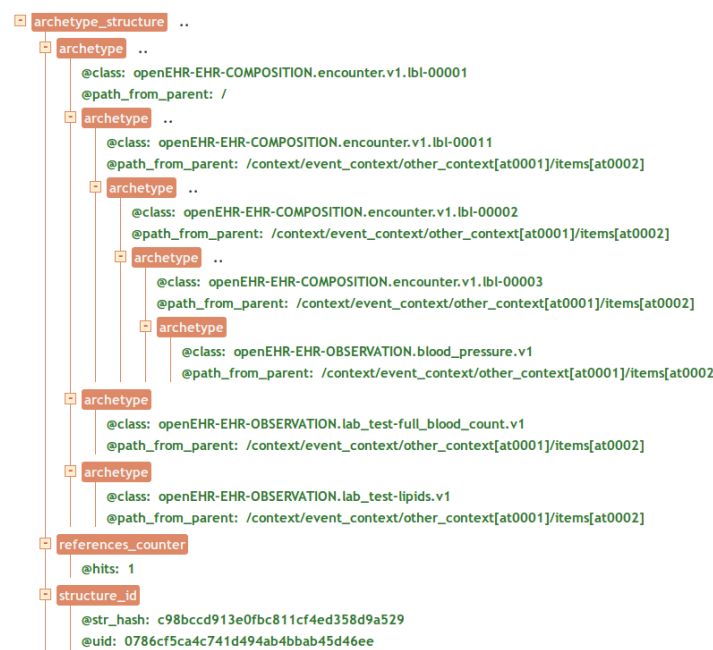 archetype_structure ..
archetype ..
@class: openEHR-EHR-COMPOSITION.encounter.v1.lbl-00001
@path_from_parent: /
archetype ..
@class: openEHR-EHR-COMPOSITION.encounter.v1.lbl-00011
@path_from_parent: /context/event_context/other_context[at0001]/items[at0002]
archetype ..
@class: openEHR-EHR-COMPOSITION.encounter.v1.lbl-00002
@path_from_parent: /context/event_context/other_context[at0001]/items[at0002]
archetype ..
@class: openEHR-EHR-COMPOSITION.encounter.v1.lbl-00003
@path_from_parent: /context/event_context/other_context[at0001]/items[at0002]
archetype
@class: openEHR-EHR-OBSERVATION.blood_pressure.v1
@path_from_parent: /context/event_context/other_context[at0001]/items[at0002
archetype
@class: openEHR-EHR-OBSERVATION.lab_test-full_blood_count.v1
@path_from_parent: /context/event_context/other_context[at0001]/items[at0002]
archetype
@class: openEHR-EHR-OBSERVATION.lab_test-lipids.v1
@path_from_parent: /context/event_context/other_context[at0001]/items[at0002]
references_counter
@hits: 1
structure_id
@str_hash: c98bccd913e0fbc811cf4ed358d9a529
@uid: 0786cf5ca4c741d494ab4bbab45d46ee